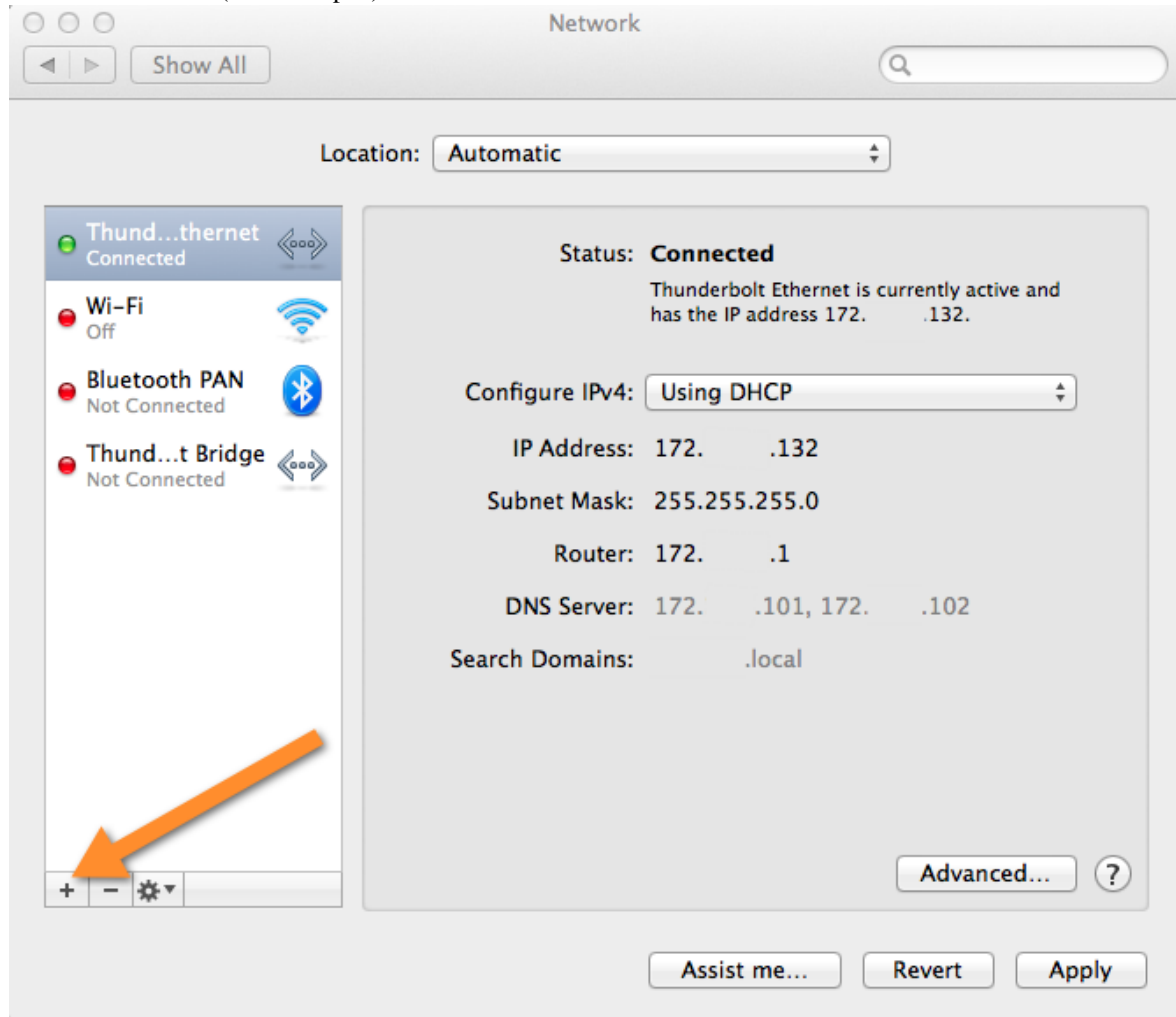 Network
Show All
Location: Automatic
Thund...thernet
Connected
Wi-Fi
Off
Bluetooth PAN
Not Connected
Thund...t Bridge
Not Connected
+ −
Status: Connected
Thunderbolt Ethernet is currently active and
has the IP address 172. .132.
Configure IPv4: Using DHCP
IP Address: 172. .132
Subnet Mask: 255.255.255.0
Router: 172. .1
DNS Server: 172. .101, 172. .102
Search Domains: .local
Advanced... ?
Assist me... Revert Apply